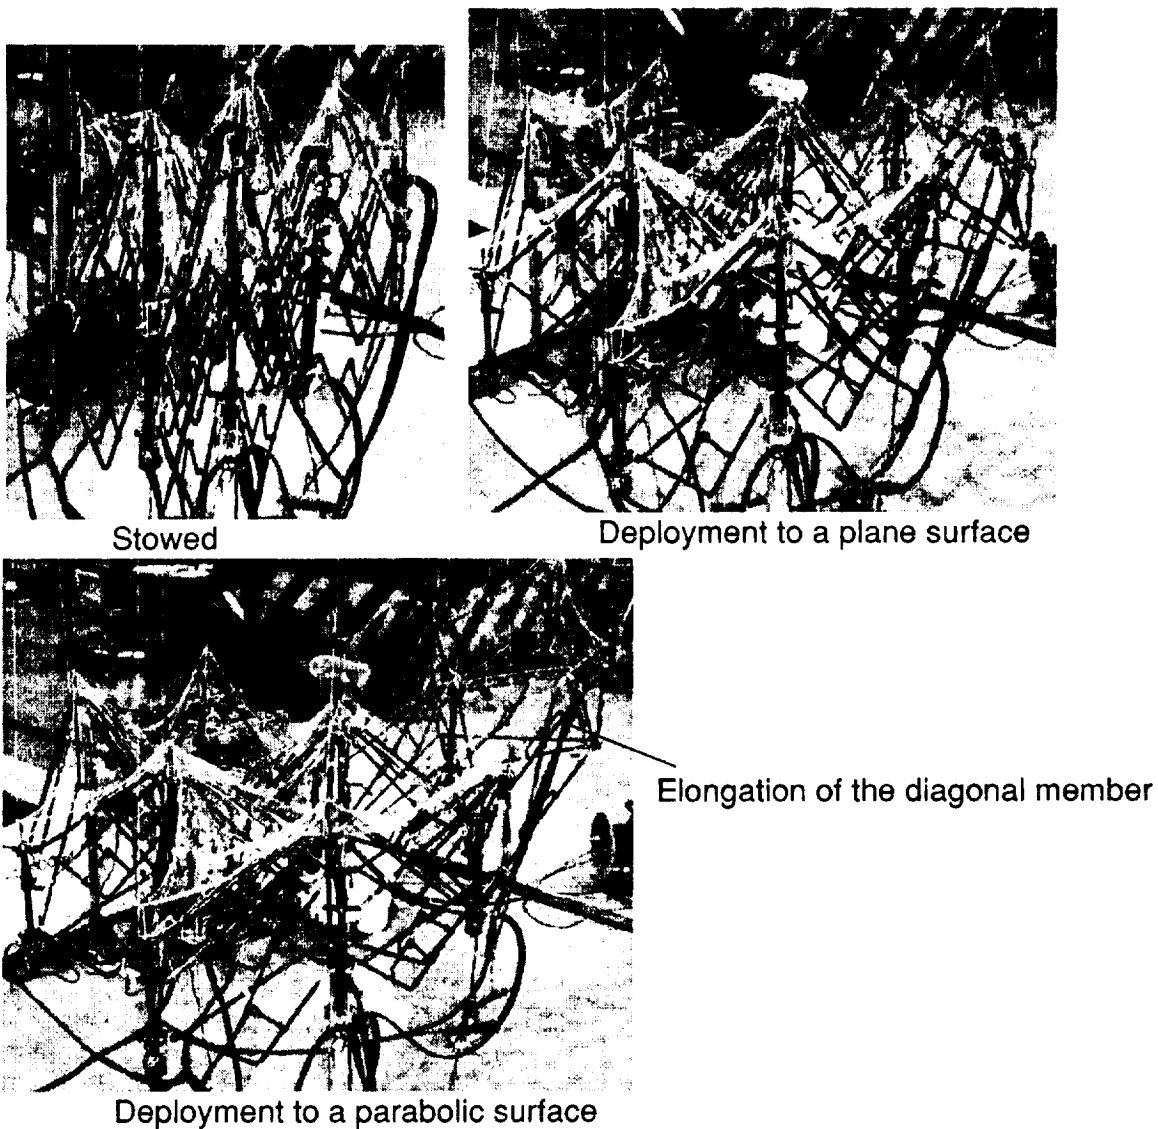 Stowed
Deployment to a plane surface
Elongation of the diagonal member
Deployment to a parabolic surface